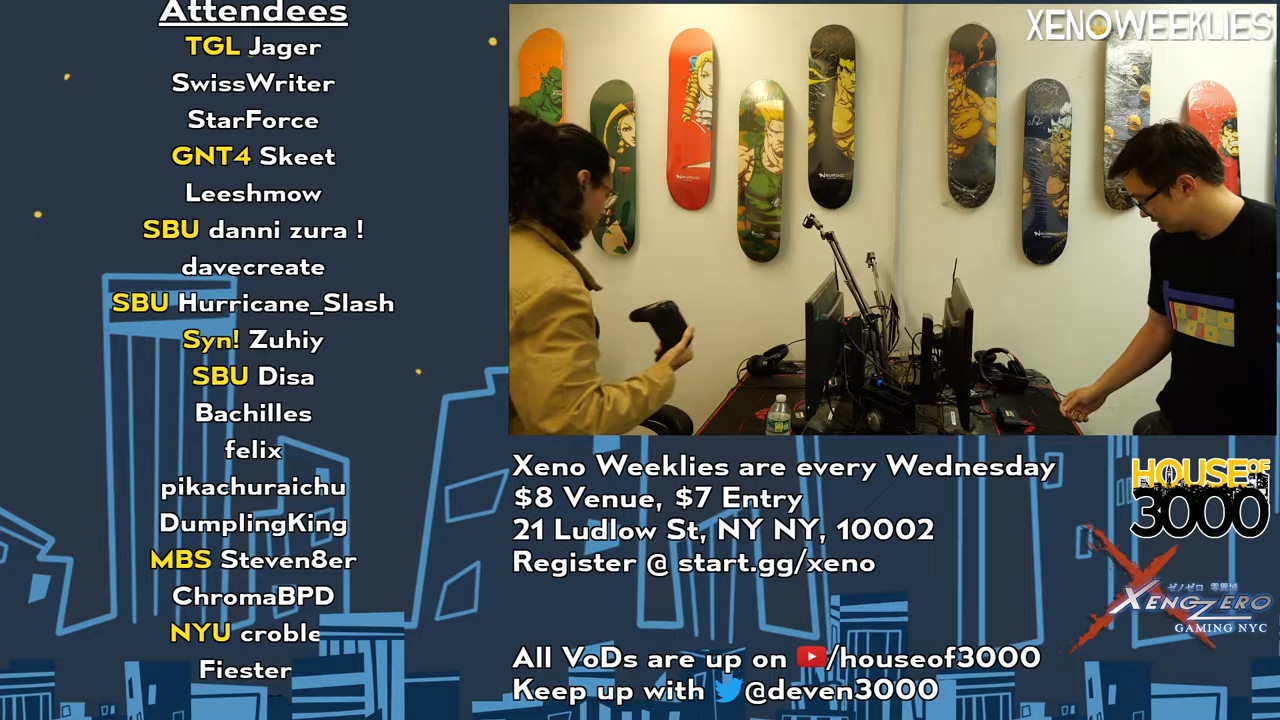 Attendees
TGL Jager
SwissWriter
StarForce
GNT4 Skeet
Leeshmow
SBU danni zura !
davecreate
SBU Hurricane_Slash
Syn! Zuhiy
SBU Disa
Bachilles
felix
pikachuraichu
DumplingKing
MBS Steven8er
ChromaBPD
NYU croble
Fiester
XENOWEEKLIES
Xeno Weeklies are every Wednesday
$8 Venue, $7 Entry
21 Ludlow St, NY NY, 10002
Register @ start.gg/xeno
All VoDs are up on /houseof3000
Keep up with @deven3000
HOUSE OF
3000
XENOZERO
GAMING NYC